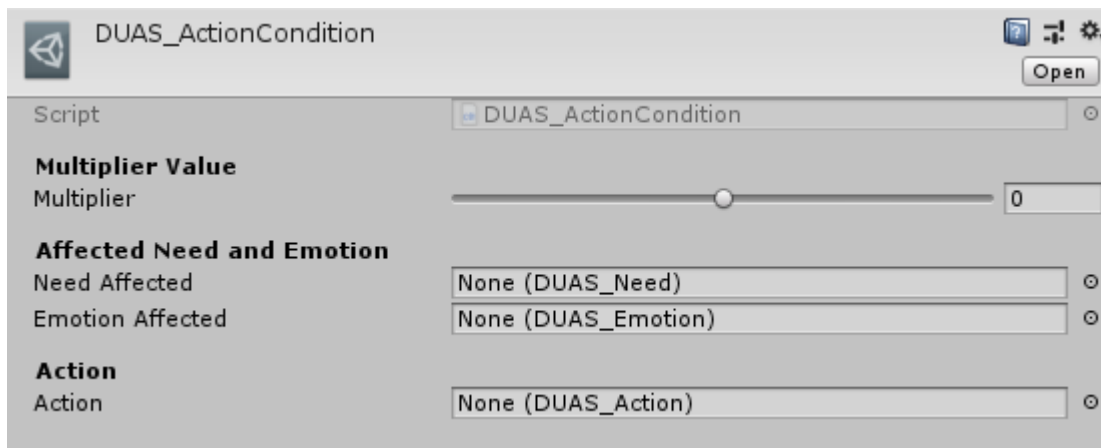 DUAS_ActionCondition
Open
Script DUAS_ActionCondition
Multiplier Value
Multiplier 0
Affected Need and Emotion
Need Affected None (DUAS_Need)
Emotion Affected None (DUAS_Emotion)
Action
Action None (DUAS_Action)